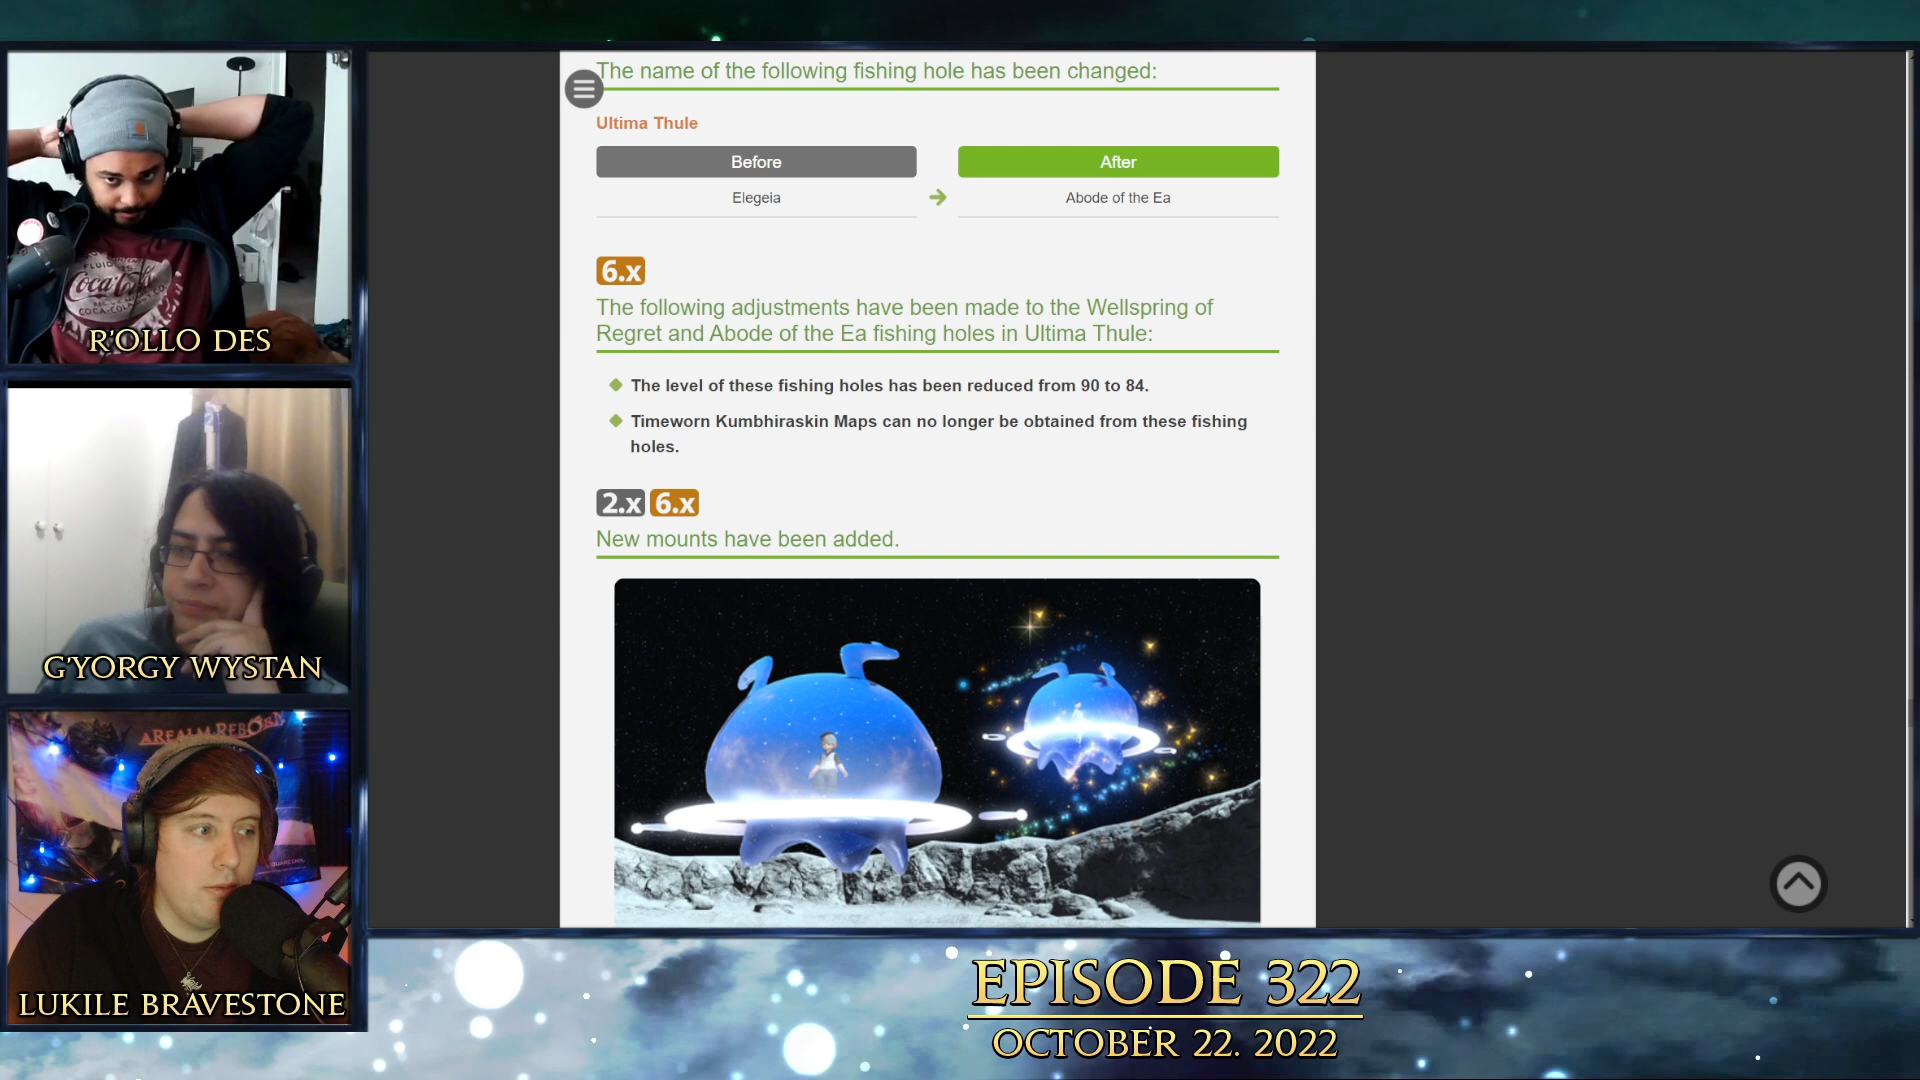 The name of the following fishing hole has been changed:
Ultima Thule
Before
After
Elegeia
Abode of the Ea
6.x
The following adjustments have been made to the Wellspring of
Regret and Abode of the Ea fishing holes in Ultima Thule:
The level of these fishing holes has been reduced from 90 to 84.
Timeworn Kumbhiraskin Maps can no longer be obtained from these fishing
holes.
2.x 6.x
New mounts have been added.
Coca-Cola
R'OLLO DES
G'YORGY WYSTAN
A REALM REBORN
LUKILE BRAVESTONE
EPISODE 322
OCTOBER 22. 2022